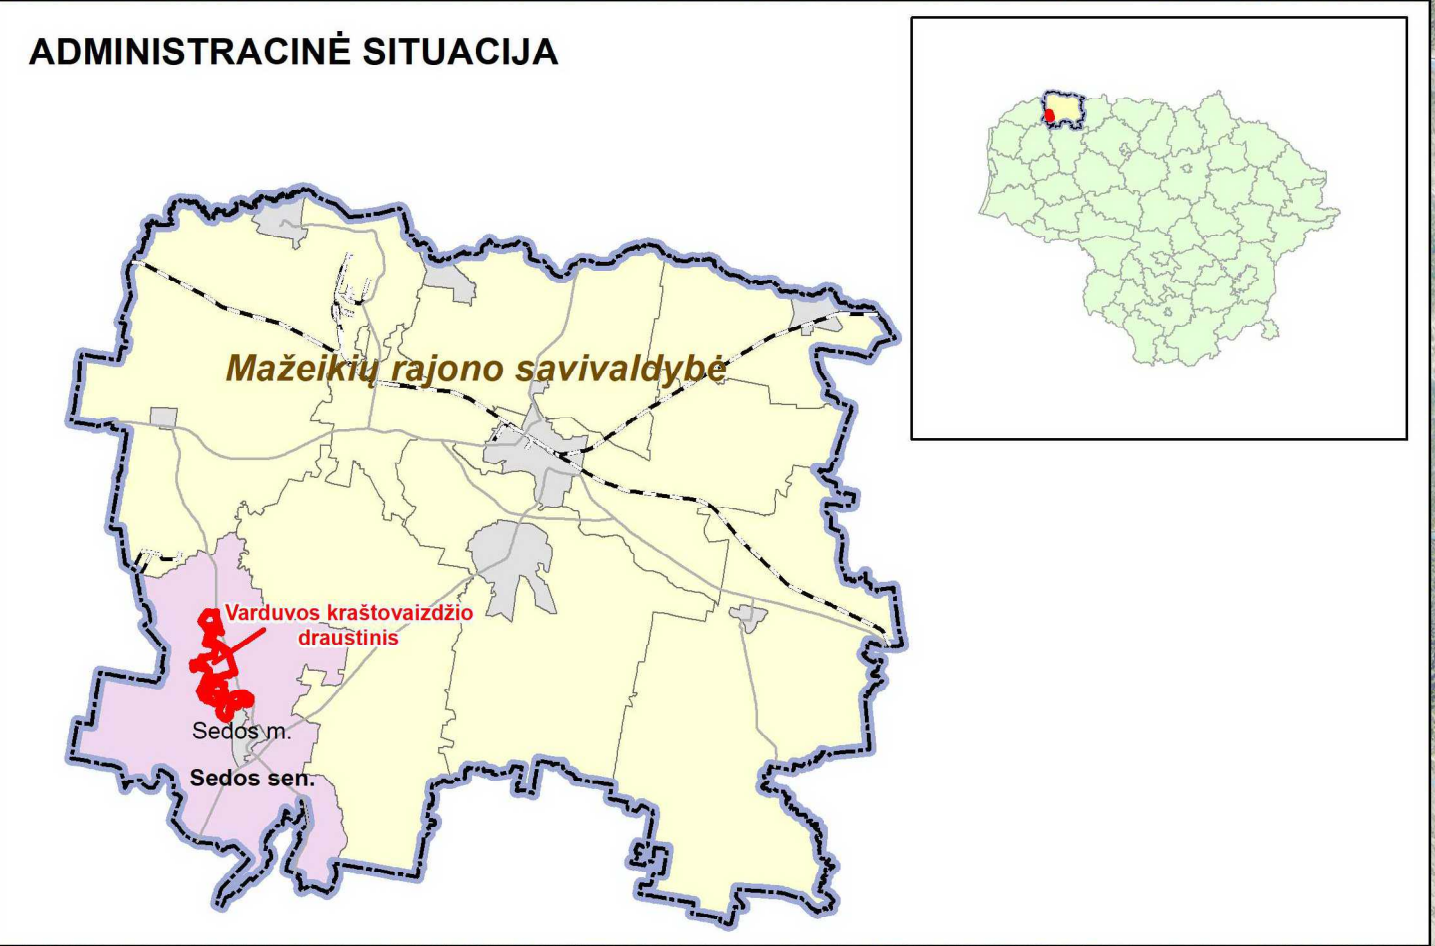 ADMINISTRACINĖ SITUACIJA
Mažeikių rajono savivaldybė
Varduvos kraštovaizdžio
draustinis
Sedos m.
Sedos sen.